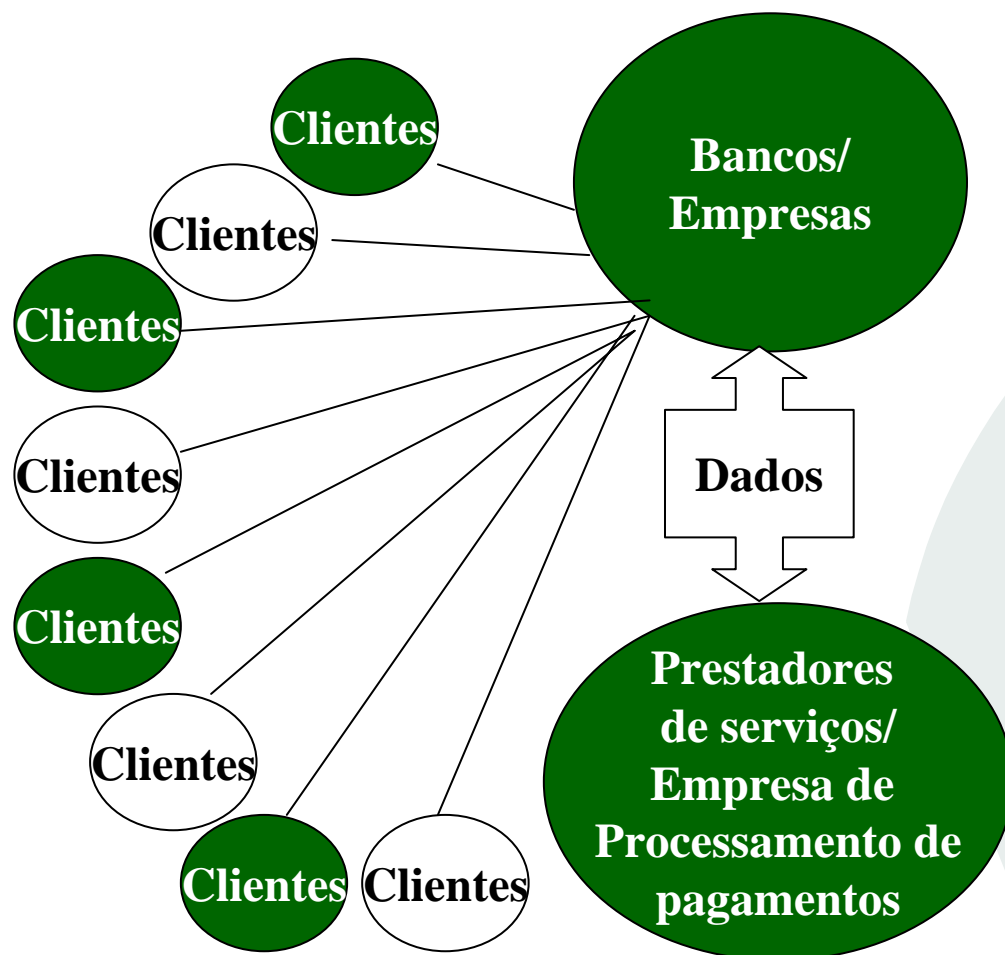 Clientes
Bancos/
Empresas
Clientes
Clientes
Clientes
Dados
Clientes
Clientes
Clientes
Clientes
Prestadores
de serviços/
Empresa de
Processamento de
pagamentos